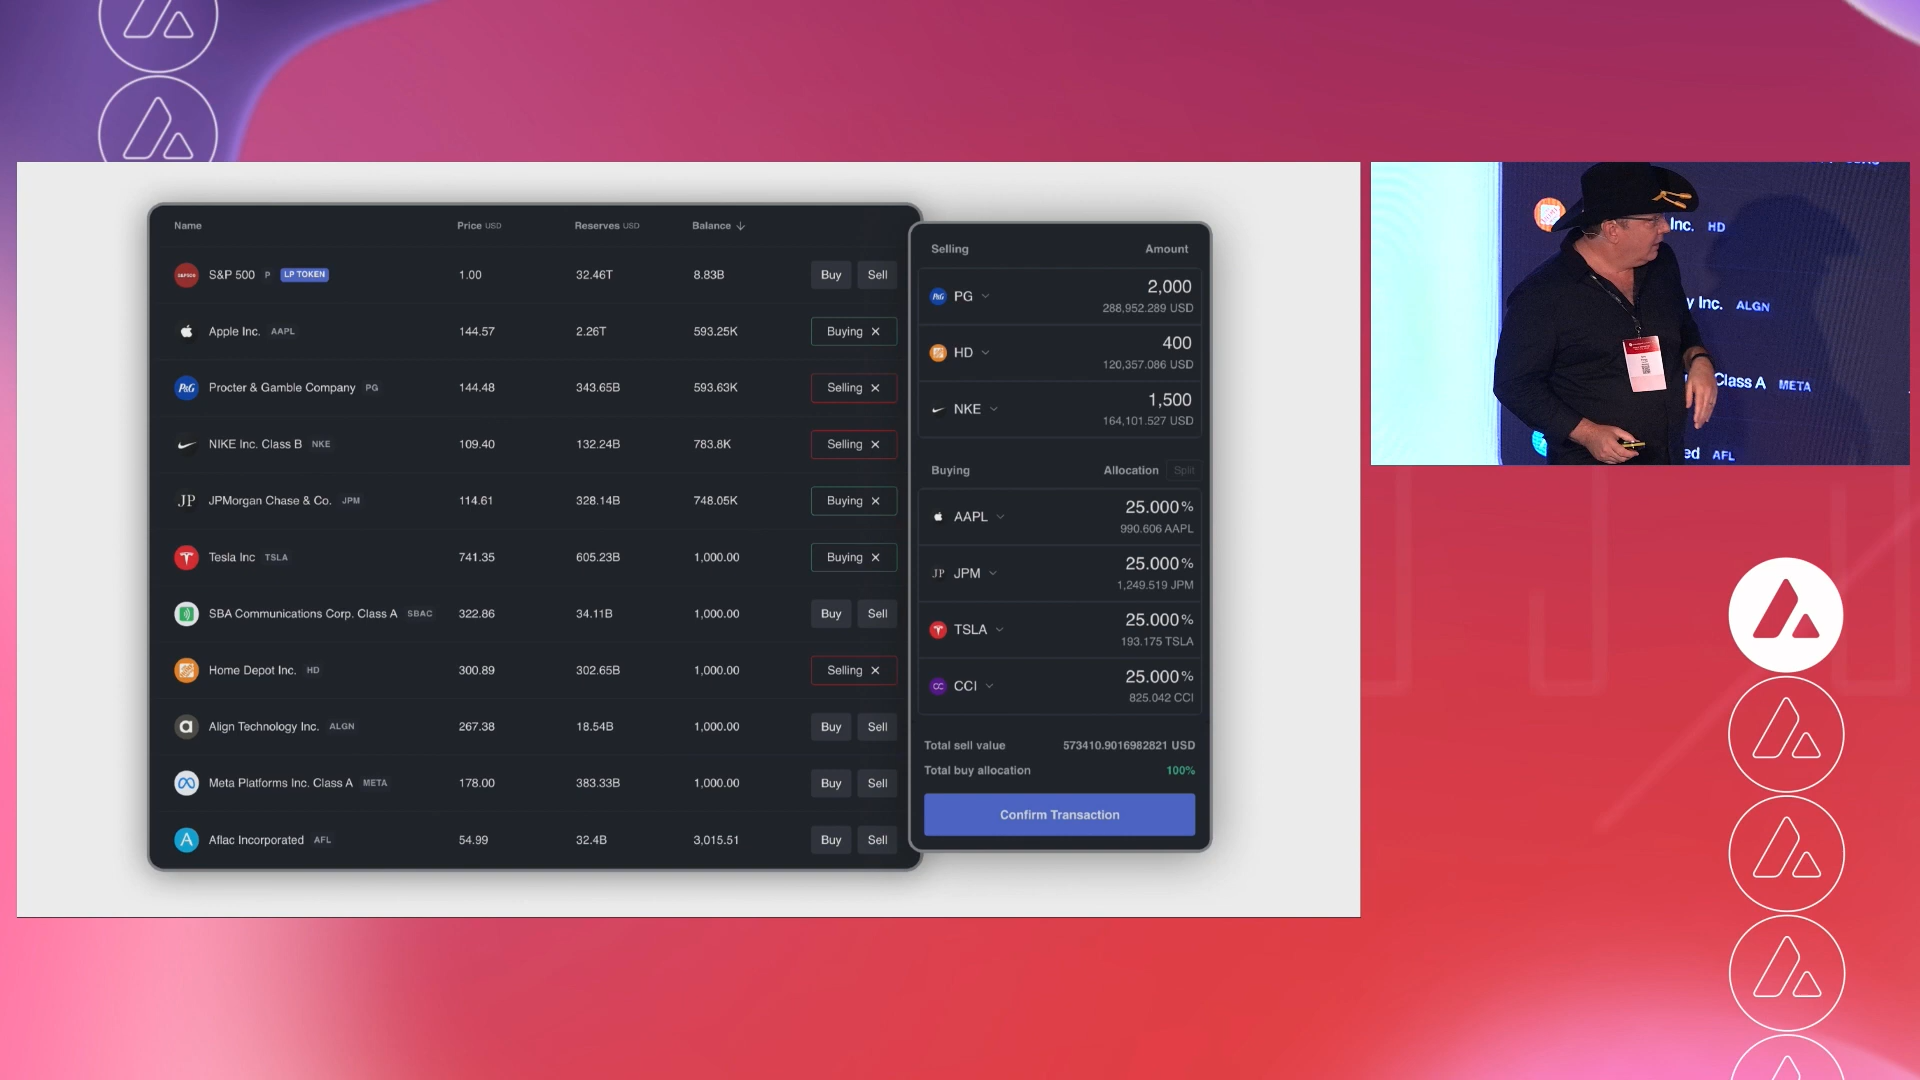 Name Price USD Reserves USD Balance ↓
S&P500 S&P 500 P LP TOKEN 1.00 32.46T 8.83B Buy Sell
Apple Inc. AAPL 144.57 2.26T 593.25K Buying ×
P&G Procter & Gamble Company PG 144.48 343.65B 593.63K Selling ×
NIKE Inc. Class B NKE 109.40 132.24B 783.8K Selling ×
JP JPMorgan Chase & Co. JPM 114.61 328.14B 748.05K Buying ×
Tesla Inc TSLA 741.35 605.23B 1,000.00 Buying ×
SBA Communications Corp. Class A SBAC 322.86 34.11B 1,000.00 Buy Sell
Home Depot Inc. HD 300.89 302.65B 1,000.00 Selling ×
a Align Technology Inc. ALGN 267.38 18.54B 1,000.00 Buy Sell
Meta Platforms Inc. Class A META 178.00 383.33B 1,000.00 Buy Sell
A Aflac Incorporated AFL 54.99 32.4B 3,015.51 Buy Sell
Selling Amount
P&G PG 2,000
288,952.289 USD
HD 400
120,357.086 USD
NKE 1,500
164,101.527 USD
Buying Allocation Split
AAPL 25.000%
990.606 AAPL
JP JPM 25.000%
1,249.519 JPM
TSLA 25.000%
193.175 TSLA
CC CCI 25.000%
825.042 CCI
Total sell value 573410.9016982821 USD
Total buy allocation 100%
Confirm Transaction
Inc. HD
y Inc. ALGN
Class A META
ed AFL